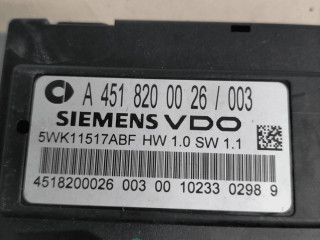 A 451 820 00 26 / 003
SIEMENS VDO
5WK11517ABF HW 1.0 SW 1.1
4518200026 003 00 10233 0298 9